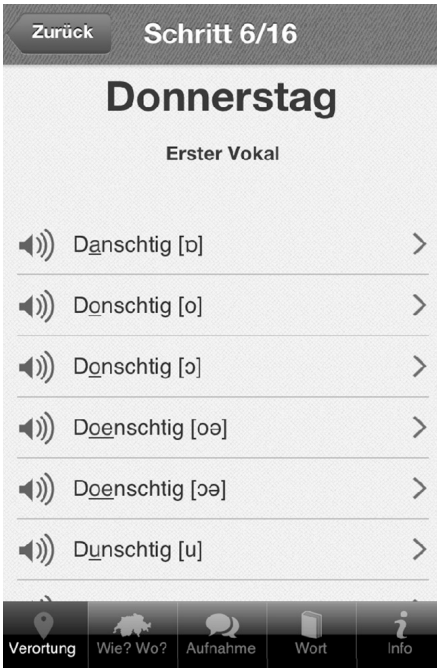 Zurück Schritt 6/16
Donnerstag
Erster Vokal
Danschtig [ɒ]
Donschtig [o]
Donschtig [ɔ]
Doenschtig [oə]
Doenschtig [ɔə]
Dunschtig [u]
Verortung Wie? Wo? Aufnahme Wort Info